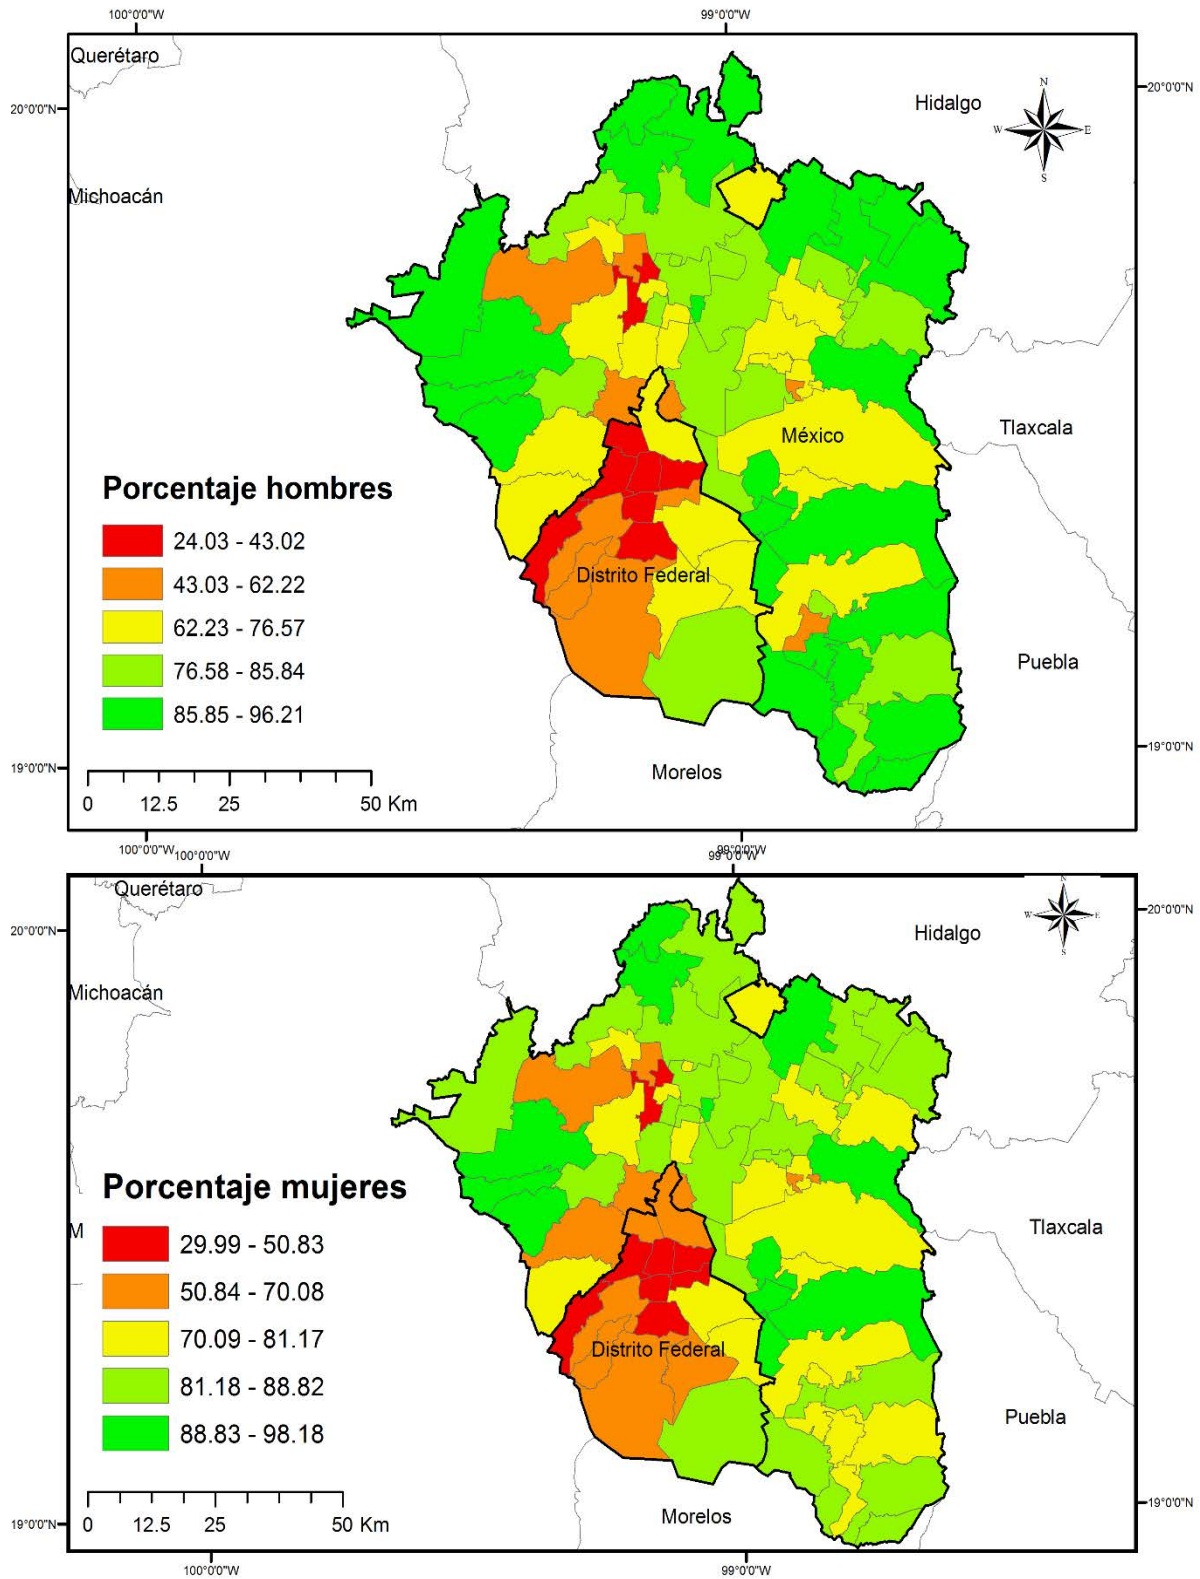 100°0'0"W
99°0'0"W
Querétaro
20°0'0"N
20°0'0"N
Hidalgo
N
W
E
S
Michoacán
México
Tlaxcala
Porcentaje hombres
24.03 - 43.02
43.03 - 62.22
62.23 - 76.57
76.58 - 85.84
85.85 - 96.21
Distrito Federal
Puebla
19°0'0"N
19°0'0"N
Morelos
0 12.5 25 50 Km
100°0'0"W
99°0'0"W
100°0'0"W
99°0'0"W
Querétaro
20°0'0"N
20°0'0"N
Hidalgo
N
W
E
S
Michoacán
Porcentaje mujeres
M
Tlaxcala
29.99 - 50.83
50.84 - 70.08
70.09 - 81.17
81.18 - 88.82
88.83 - 98.18
Distrito Federal
Puebla
19°0'0"N
19°0'0"N
Morelos
0 12.5 25 50 Km
100°0'0"W
99°0'0"W